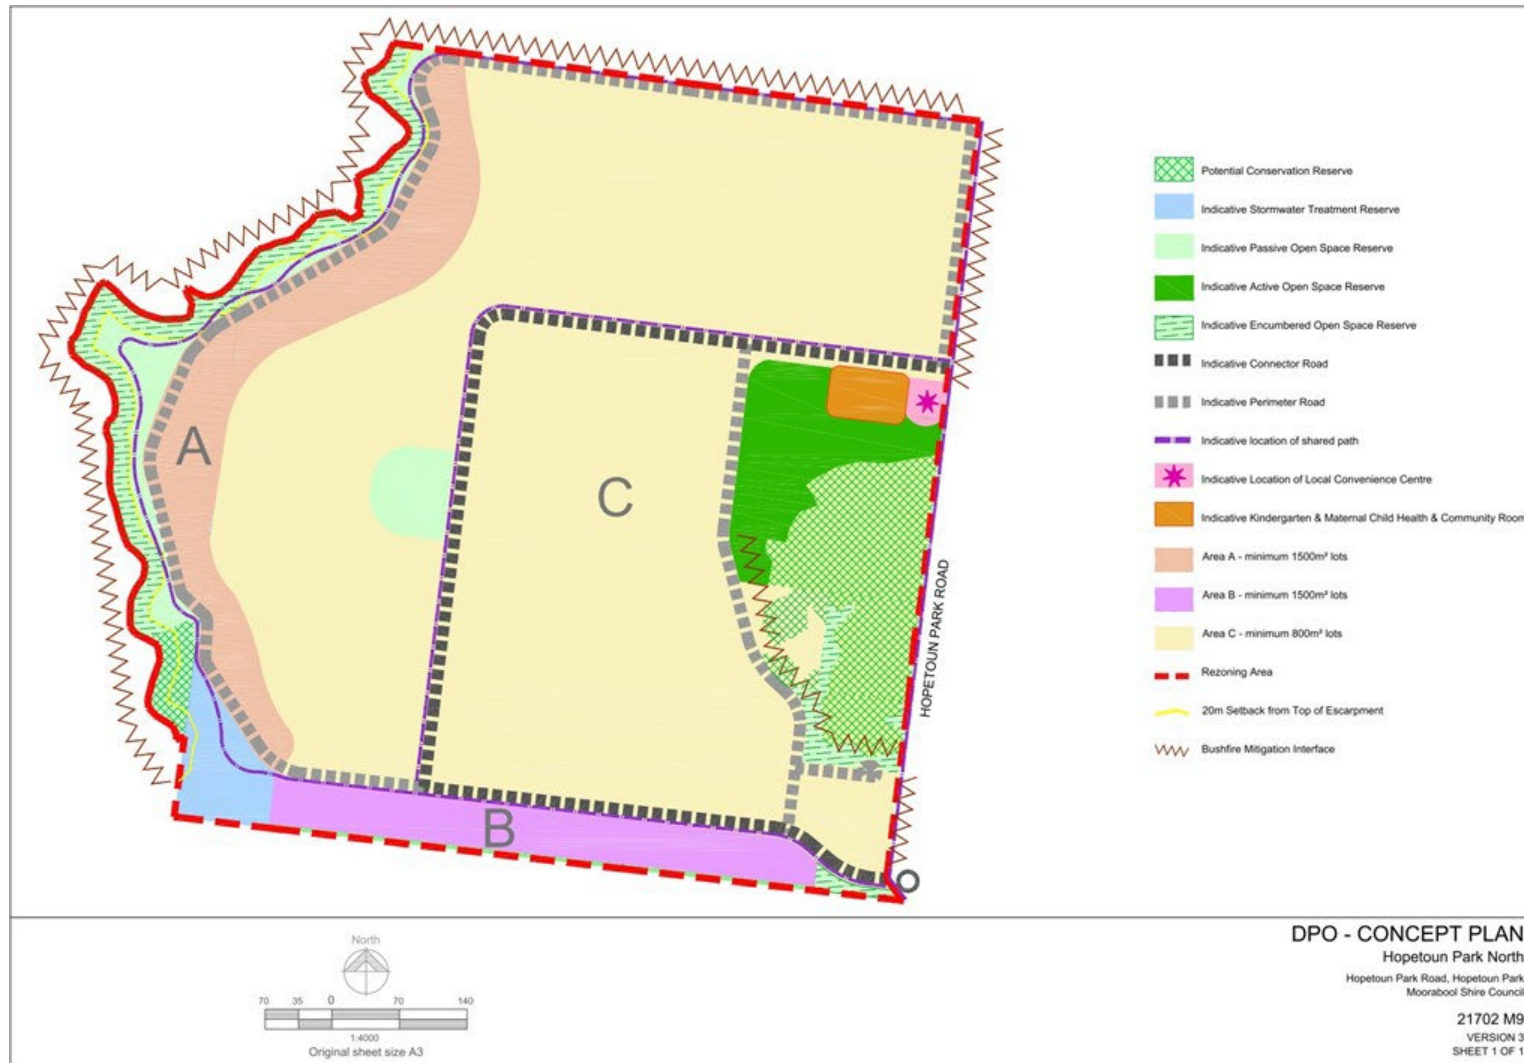 A
C
B
HOPETOUN PARK ROAD
Potential Conservation Reserve
Indicative Stormwater Treatment Reserve
Indicative Passive Open Space Reserve
Indicative Active Open Space Reserve
Indicative Encumbered Open Space Reserve
Indicative Connector Road
Indicative Perimeter Road
Indicative location of shared path
Indicative Location of Local Convenience Centre
Indicative Kindergarten & Maternal Child Health & Community Room
Area A - minimum 1500m² lots
Area B - minimum 1500m² lots
Area C - minimum 800m² lots
Rezoning Area
20m Setback from Top of Escarpment
Bushfire Mitigation Interface
North
70 35 0 70 140
1:4000
Original sheet size A3
DPO - CONCEPT PLAN
Hopetoun Park North
Hopetoun Park Road, Hopetoun Park
Moorabool Shire Council
21702 M9
VERSION 3
SHEET 1 OF 1